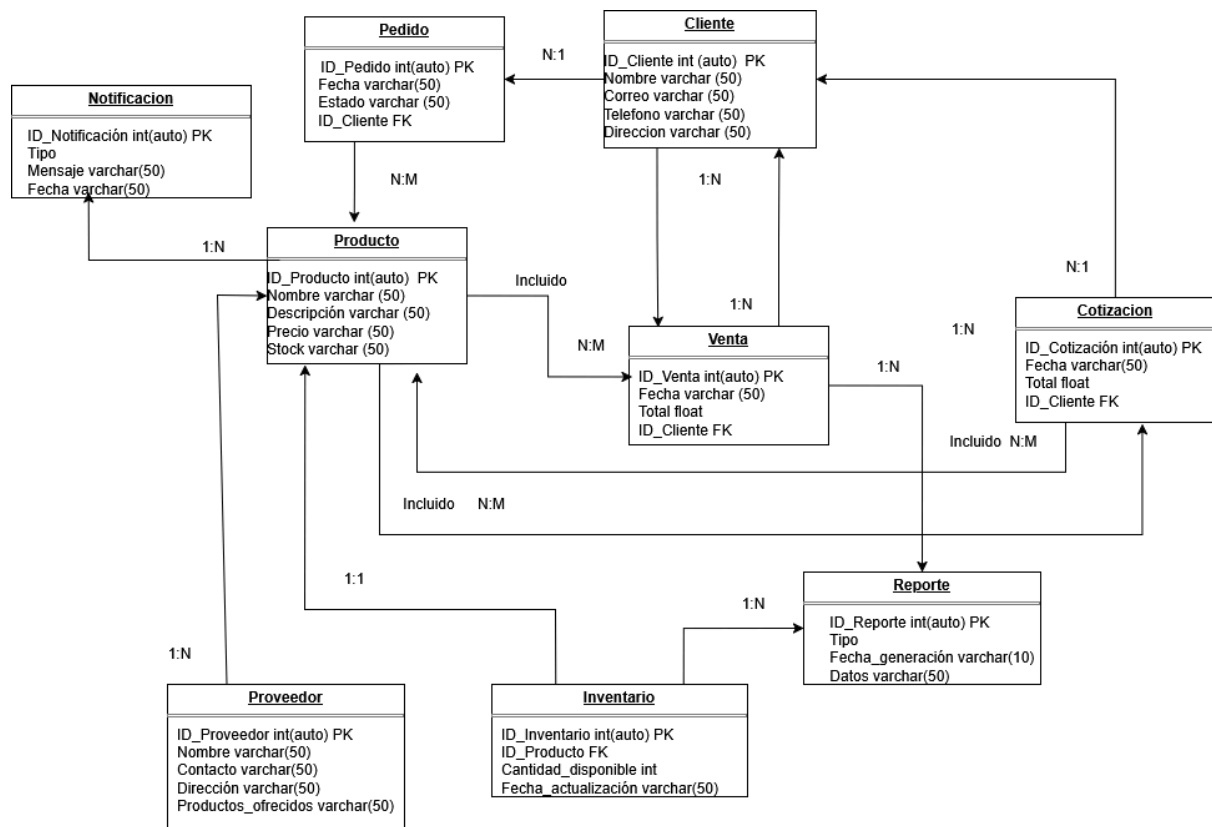 Pedido
ID_Pedido int(auto) PK
Fecha varchar(50)
Estado varchar (50)
ID_Cliente FK
N:1
Cliente
ID_Cliente int (auto) PK
Nombre varchar (50)
Correo varchar (50)
Telefono varchar (50)
Direccion varchar (50)
Notificacion
ID_Notificación int(auto) PK
Tipo
Mensaje varchar(50)
Fecha varchar(50)
N:M
1:N
1:N
Producto
ID_Producto int(auto) PK
Nombre varchar (50)
Descripción varchar (50)
Precio varchar (50)
Stock varchar (50)
Incluido
N:M
1:N
Venta
ID_Venta int(auto) PK
Fecha varchar (50)
Total float
ID_Cliente FK
1:N
N:1
1:N
Cotizacion
ID_Cotización int(auto) PK
Fecha varchar(50)
Total float
ID_Cliente FK
Incluido N:M
Incluido N:M
1:1
1:N
Reporte
ID_Reporte int(auto) PK
Tipo
Fecha_generación varchar(10)
Datos varchar(50)
1:N
Proveedor
ID_Proveedor int(auto) PK
Nombre varchar(50)
Contacto varchar(50)
Dirección varchar(50)
Productos_ofrecidos varchar(50)
Inventario
ID_Inventario int(auto) PK
ID_Producto FK
Cantidad_disponible int
Fecha_actualización varchar(50)